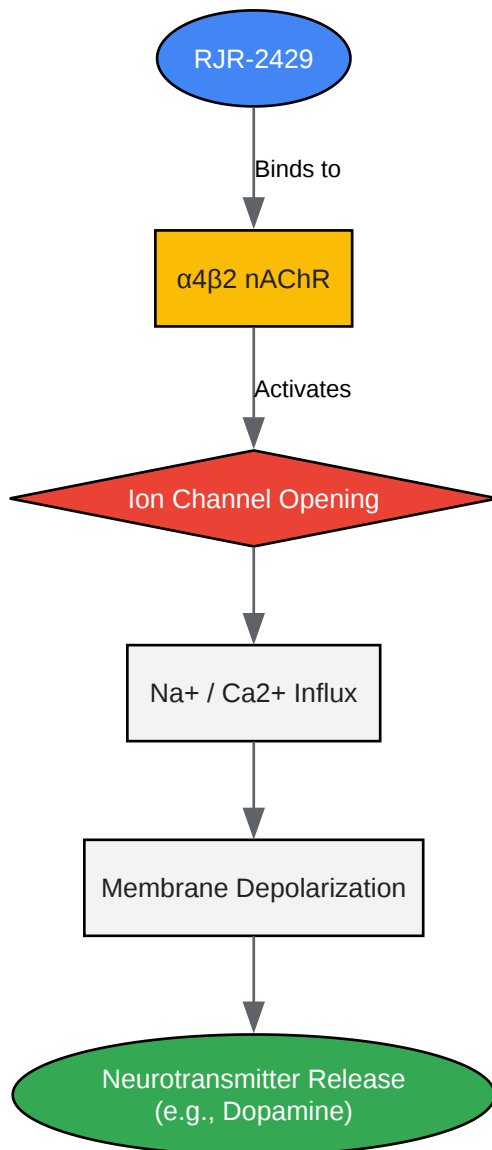 RJR-2429
Binds to
α4β2 nAChR
Activates
Ion Channel Opening
Na+ / Ca2+ Influx
Membrane Depolarization
Neurotransmitter Release
(e.g., Dopamine)